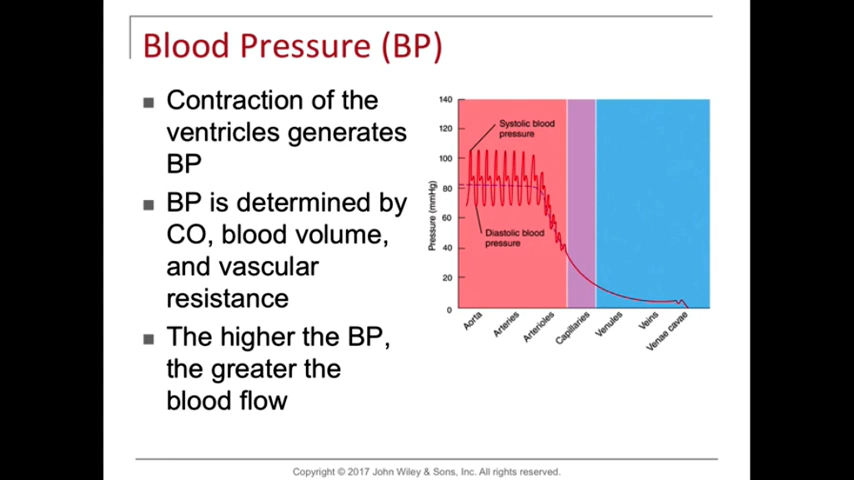 Blood Pressure (BP)
■ Contraction of the
ventricles generates
BP
■ BP is determined by
CO, blood volume,
and vascular
resistance
■ The higher the BP,
the greater the
blood flow
140
120
100
80
60
40
20
0
Pressure (mmHg)
Systolic blood
pressure
Diastolic blood
pressure
Aorta
Arteries
Arterioles
Capillaries
Venules
Veins
Venae cavae
Copyright © 2017 John Wiley & Sons, Inc. All rights reserved.